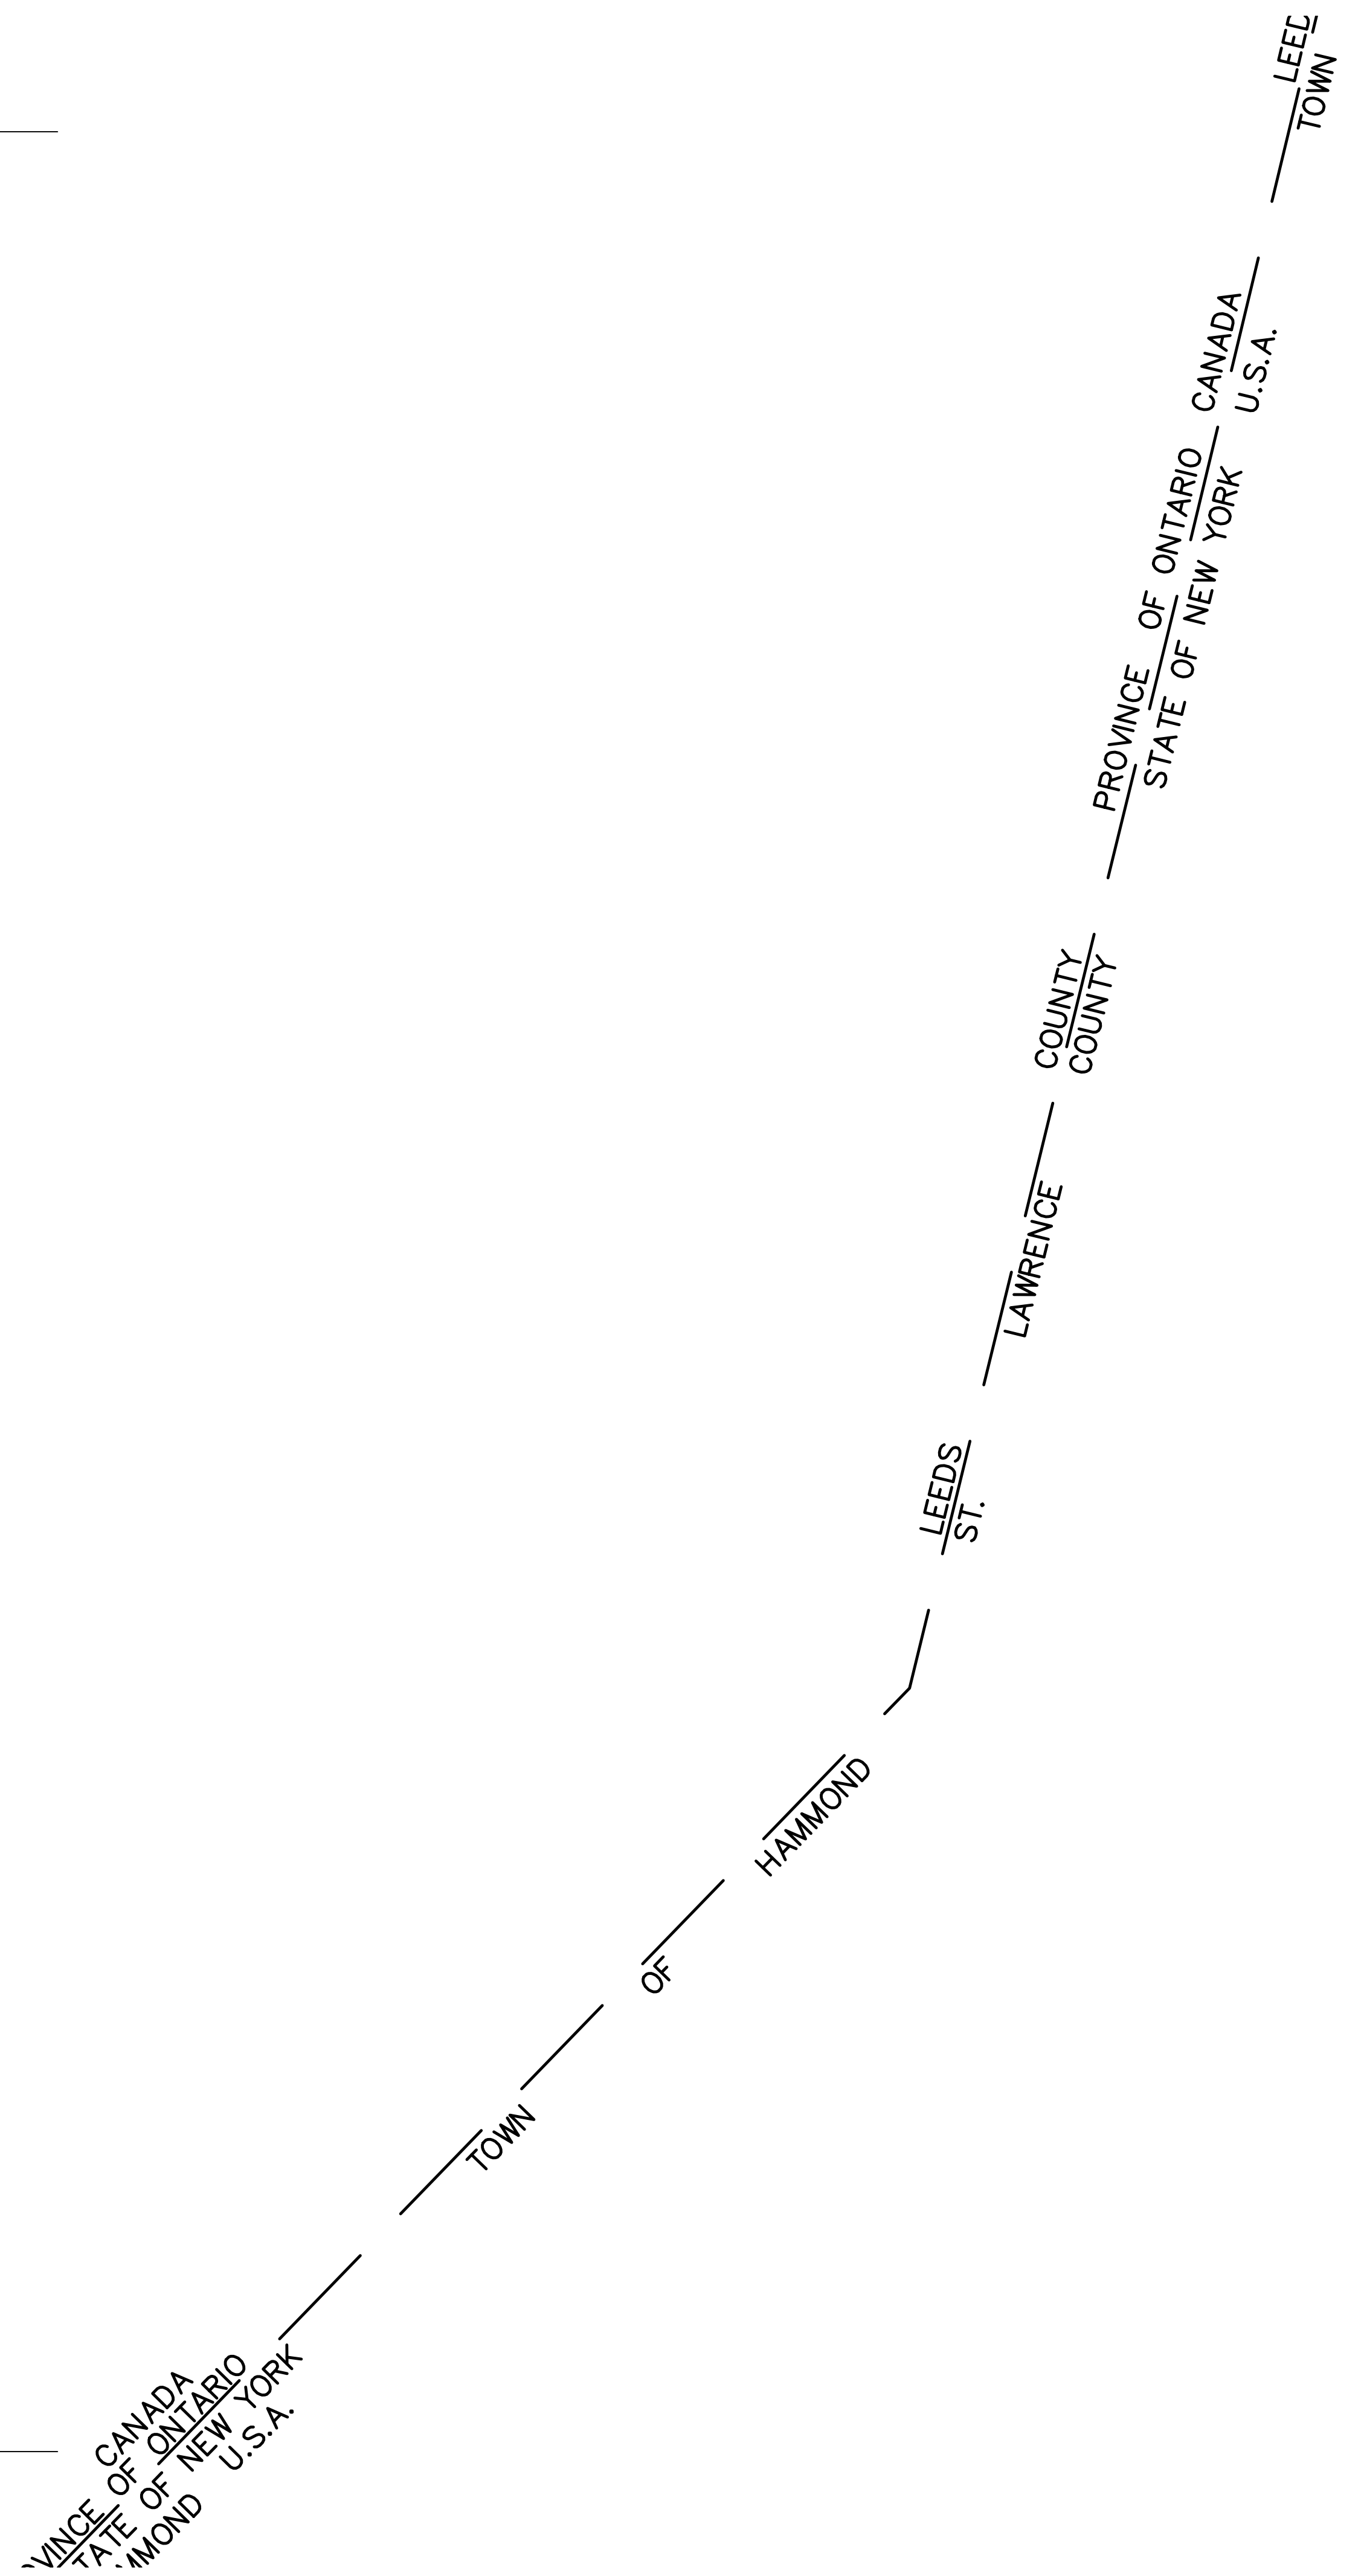 LEED
TOWN
CANADA
U.S.A.
PROVINCE OF ONTARIO
STATE OF NEW YORK
COUNTY
COUNTY
LAWRENCE
LEEDS
ST.
HAMMOND
OF
TOWN
CANADA
VINCE OF ONTARIO
TATE OF NEW YORK
U.S.A.
MMOND